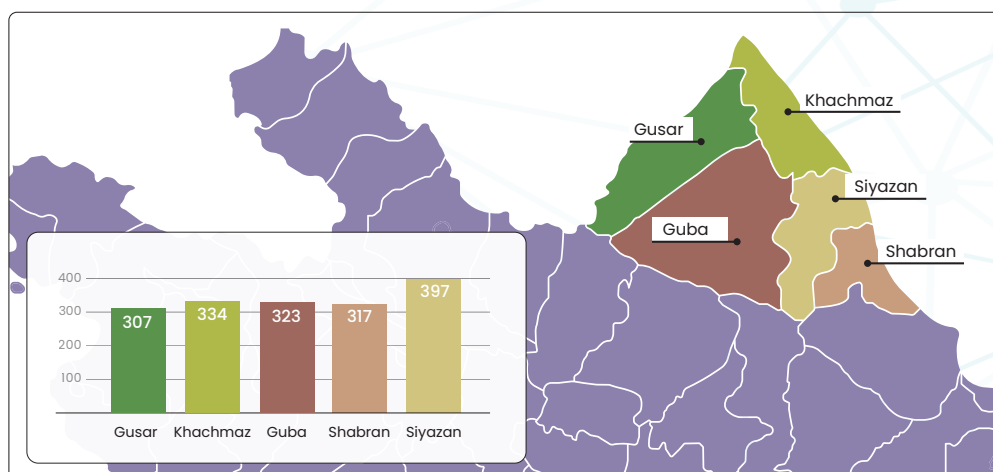 Khachmaz
Gusar
Siyazan
Guba
Shabran
400
300
200
100
307
334
323
317
397
Gusar
Khachmaz
Guba
Shabran
Siyazan